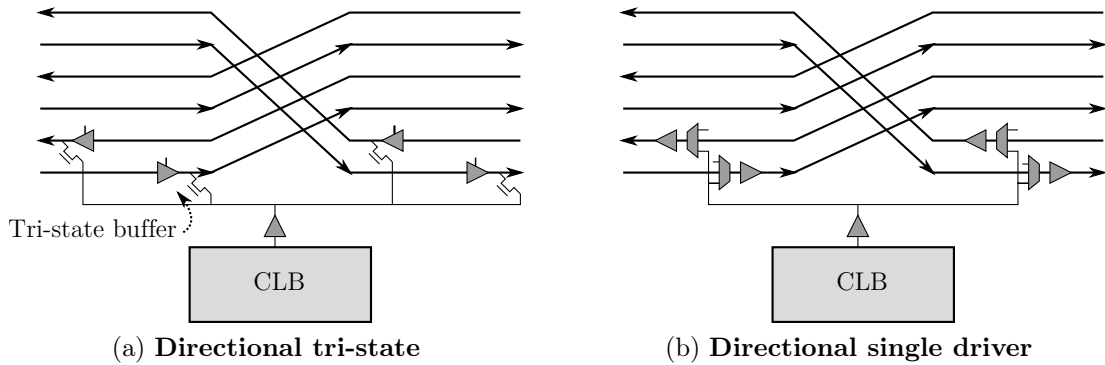 Tri-state buffer
CLB
CLB
(a) Directional tri-state
(b) Directional single driver